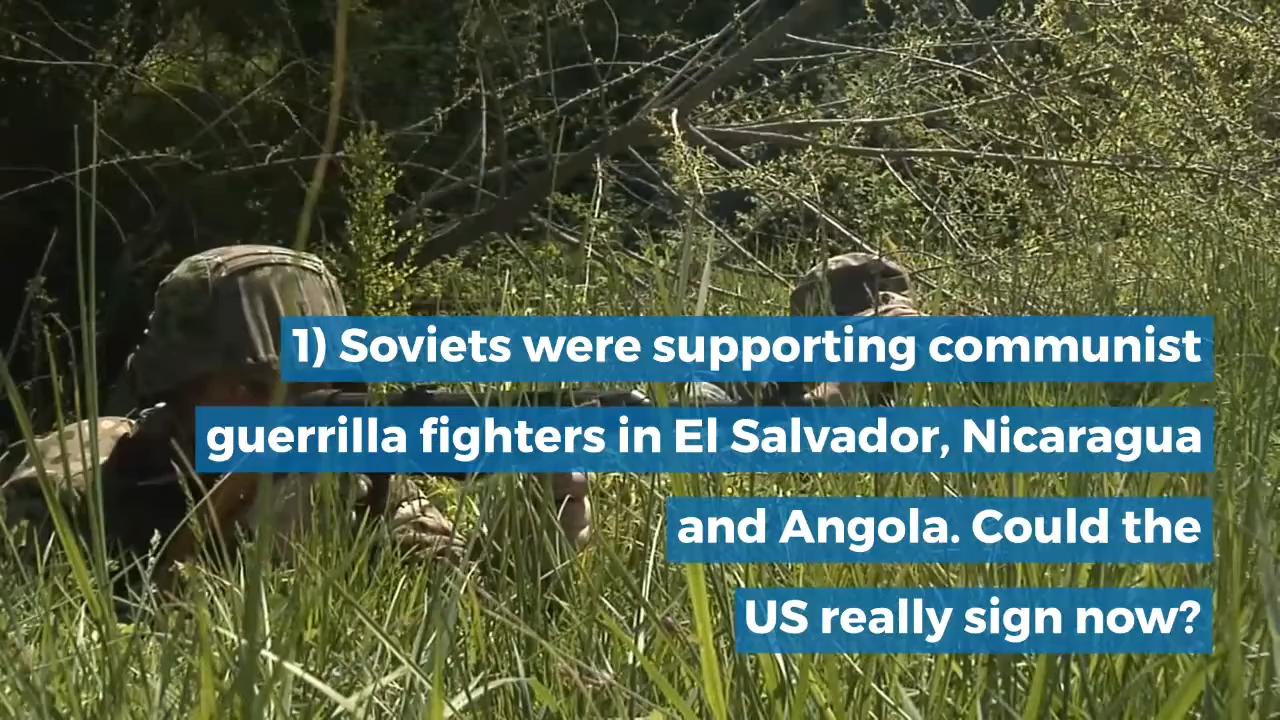 1) Soviets were supporting communist
guerrilla fighters in El Salvador, Nicaragua
and Angola. Could the
US really sign now?